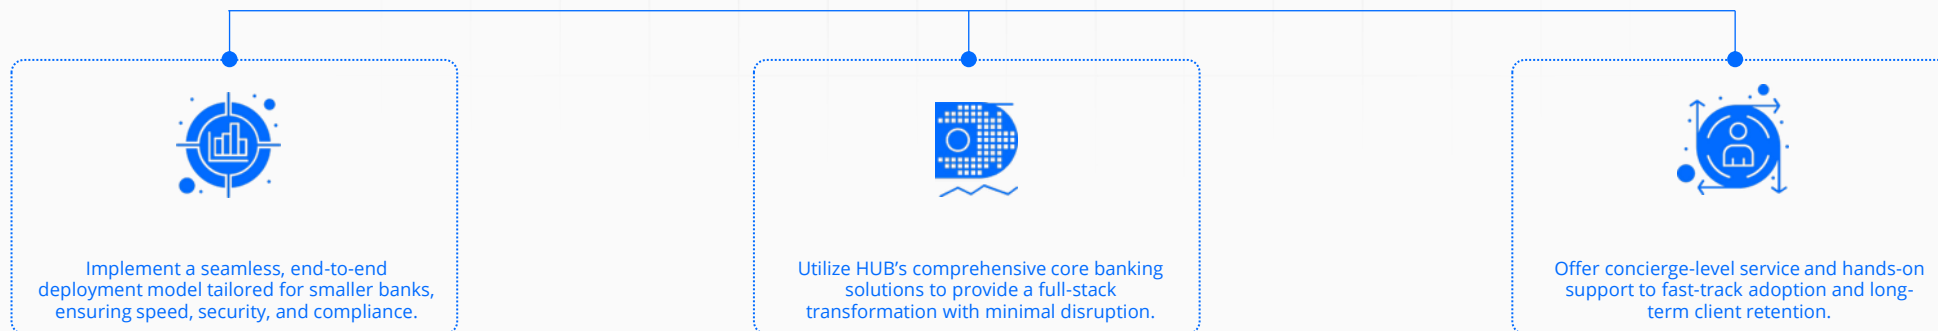 Implement a seamless, end-to-end
deployment model tailored for smaller banks,
ensuring speed, security, and compliance.
Utilize HUB’s comprehensive core banking
solutions to provide a full-stack
transformation with minimal disruption.
Offer concierge-level service and hands-on
support to fast-track adoption and long-
term client retention.